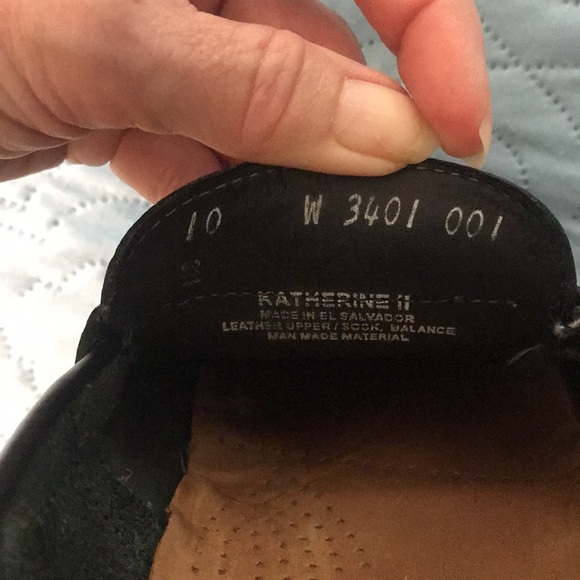 10 W 3401 001
KATHERINE II
MADE IN EL SALVADOR
LEATHER UPPER / SOCK, BALANCE
MAN MADE MATERIAL